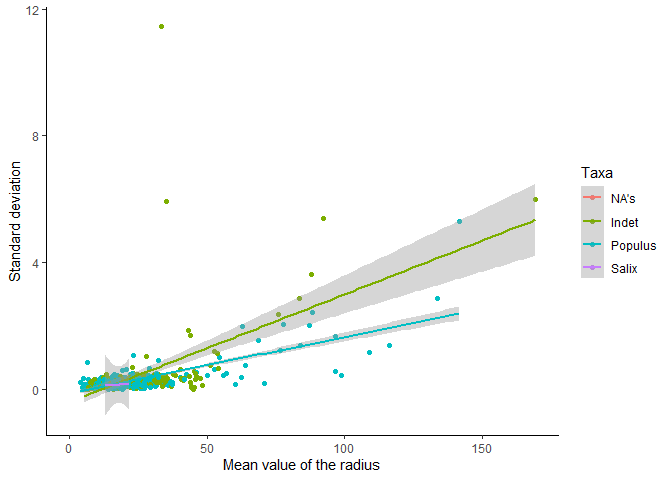 12
8
4
0
0
50
100
150
Standard deviation
Mean value of the radius
Taxa
NA's
Indet
Populus
Salix